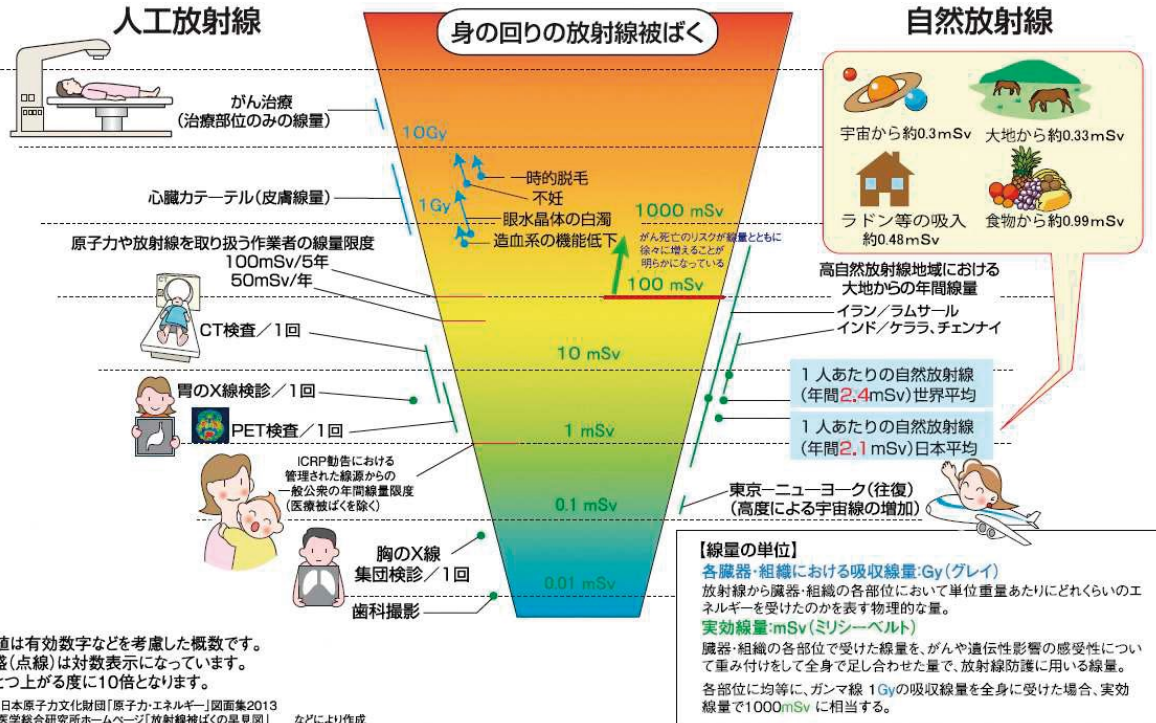 人工放射線
身の回りの放射線被ばく
自然放射線
がん治療
(治療部位のみの線量)
10Gy
心臓カテーテル(皮膚線量)
1Gy
一時的脱毛
不妊
眼水晶体の白濁
造血系の機能低下
1000 mSv
がん死亡のリスクが線量とともに
徐々に増えることが
明らかになっている
100 mSv
原子力や放射線を取り扱う作業者の線量限度
100mSv/5年
50mSv/年
CT検査/1回
10 mSv
胃のX線検診/1回
PET検査/1回
1 mSv
ICRP勧告における
管理された線源からの
一般公衆の年間線量限度
(医療被ばくを除く)
0.1 mSv
胸のX線
集団検診/1回
0.01 mSv
歯科撮影
宇宙から約0.3mSv
大地から約0.33mSv
ラドン等の吸入
約0.48mSv
食物から約0.99mSv
高自然放射線地域における
大地からの年間線量
イラン/ラムサール
インド/ケララ、チェンナイ
1人あたりの自然放射線
(年間2.4mSv)世界平均
1人あたりの自然放射線
(年間2.1mSv)日本平均
東京ーニューヨーク(往復)
(高度による宇宙線の増加)
【線量の単位】
各臓器・組織における吸収線量:Gy(グレイ)
放射線から臓器・組織の各部位において単位重量あたりにどれくらいのエ
ネルギーを受けたのかを表す物理的な量。
実効線量:mSv(ミリシーベルト)
臓器・組織の各部位で受けた線量を、がんや遺伝性影響の感受性につい
て重み付けをして全身で足し合わせた量で、放射線防護に用いる線量。
各部位に均等に、ガンマ線 1Gyの吸収線量を全身に受けた場合、実効
線量で1000mSv に相当する。
値は有効数字などを考慮した概数です。
盛(点線)は対数表示になっています。
とつ上がる度に10倍となります。
日本原子力文化財団「原子力・エネルギー」図面集2013
医学総合研究所ホームページ「放射線被ばくの早見図」 などにより作成